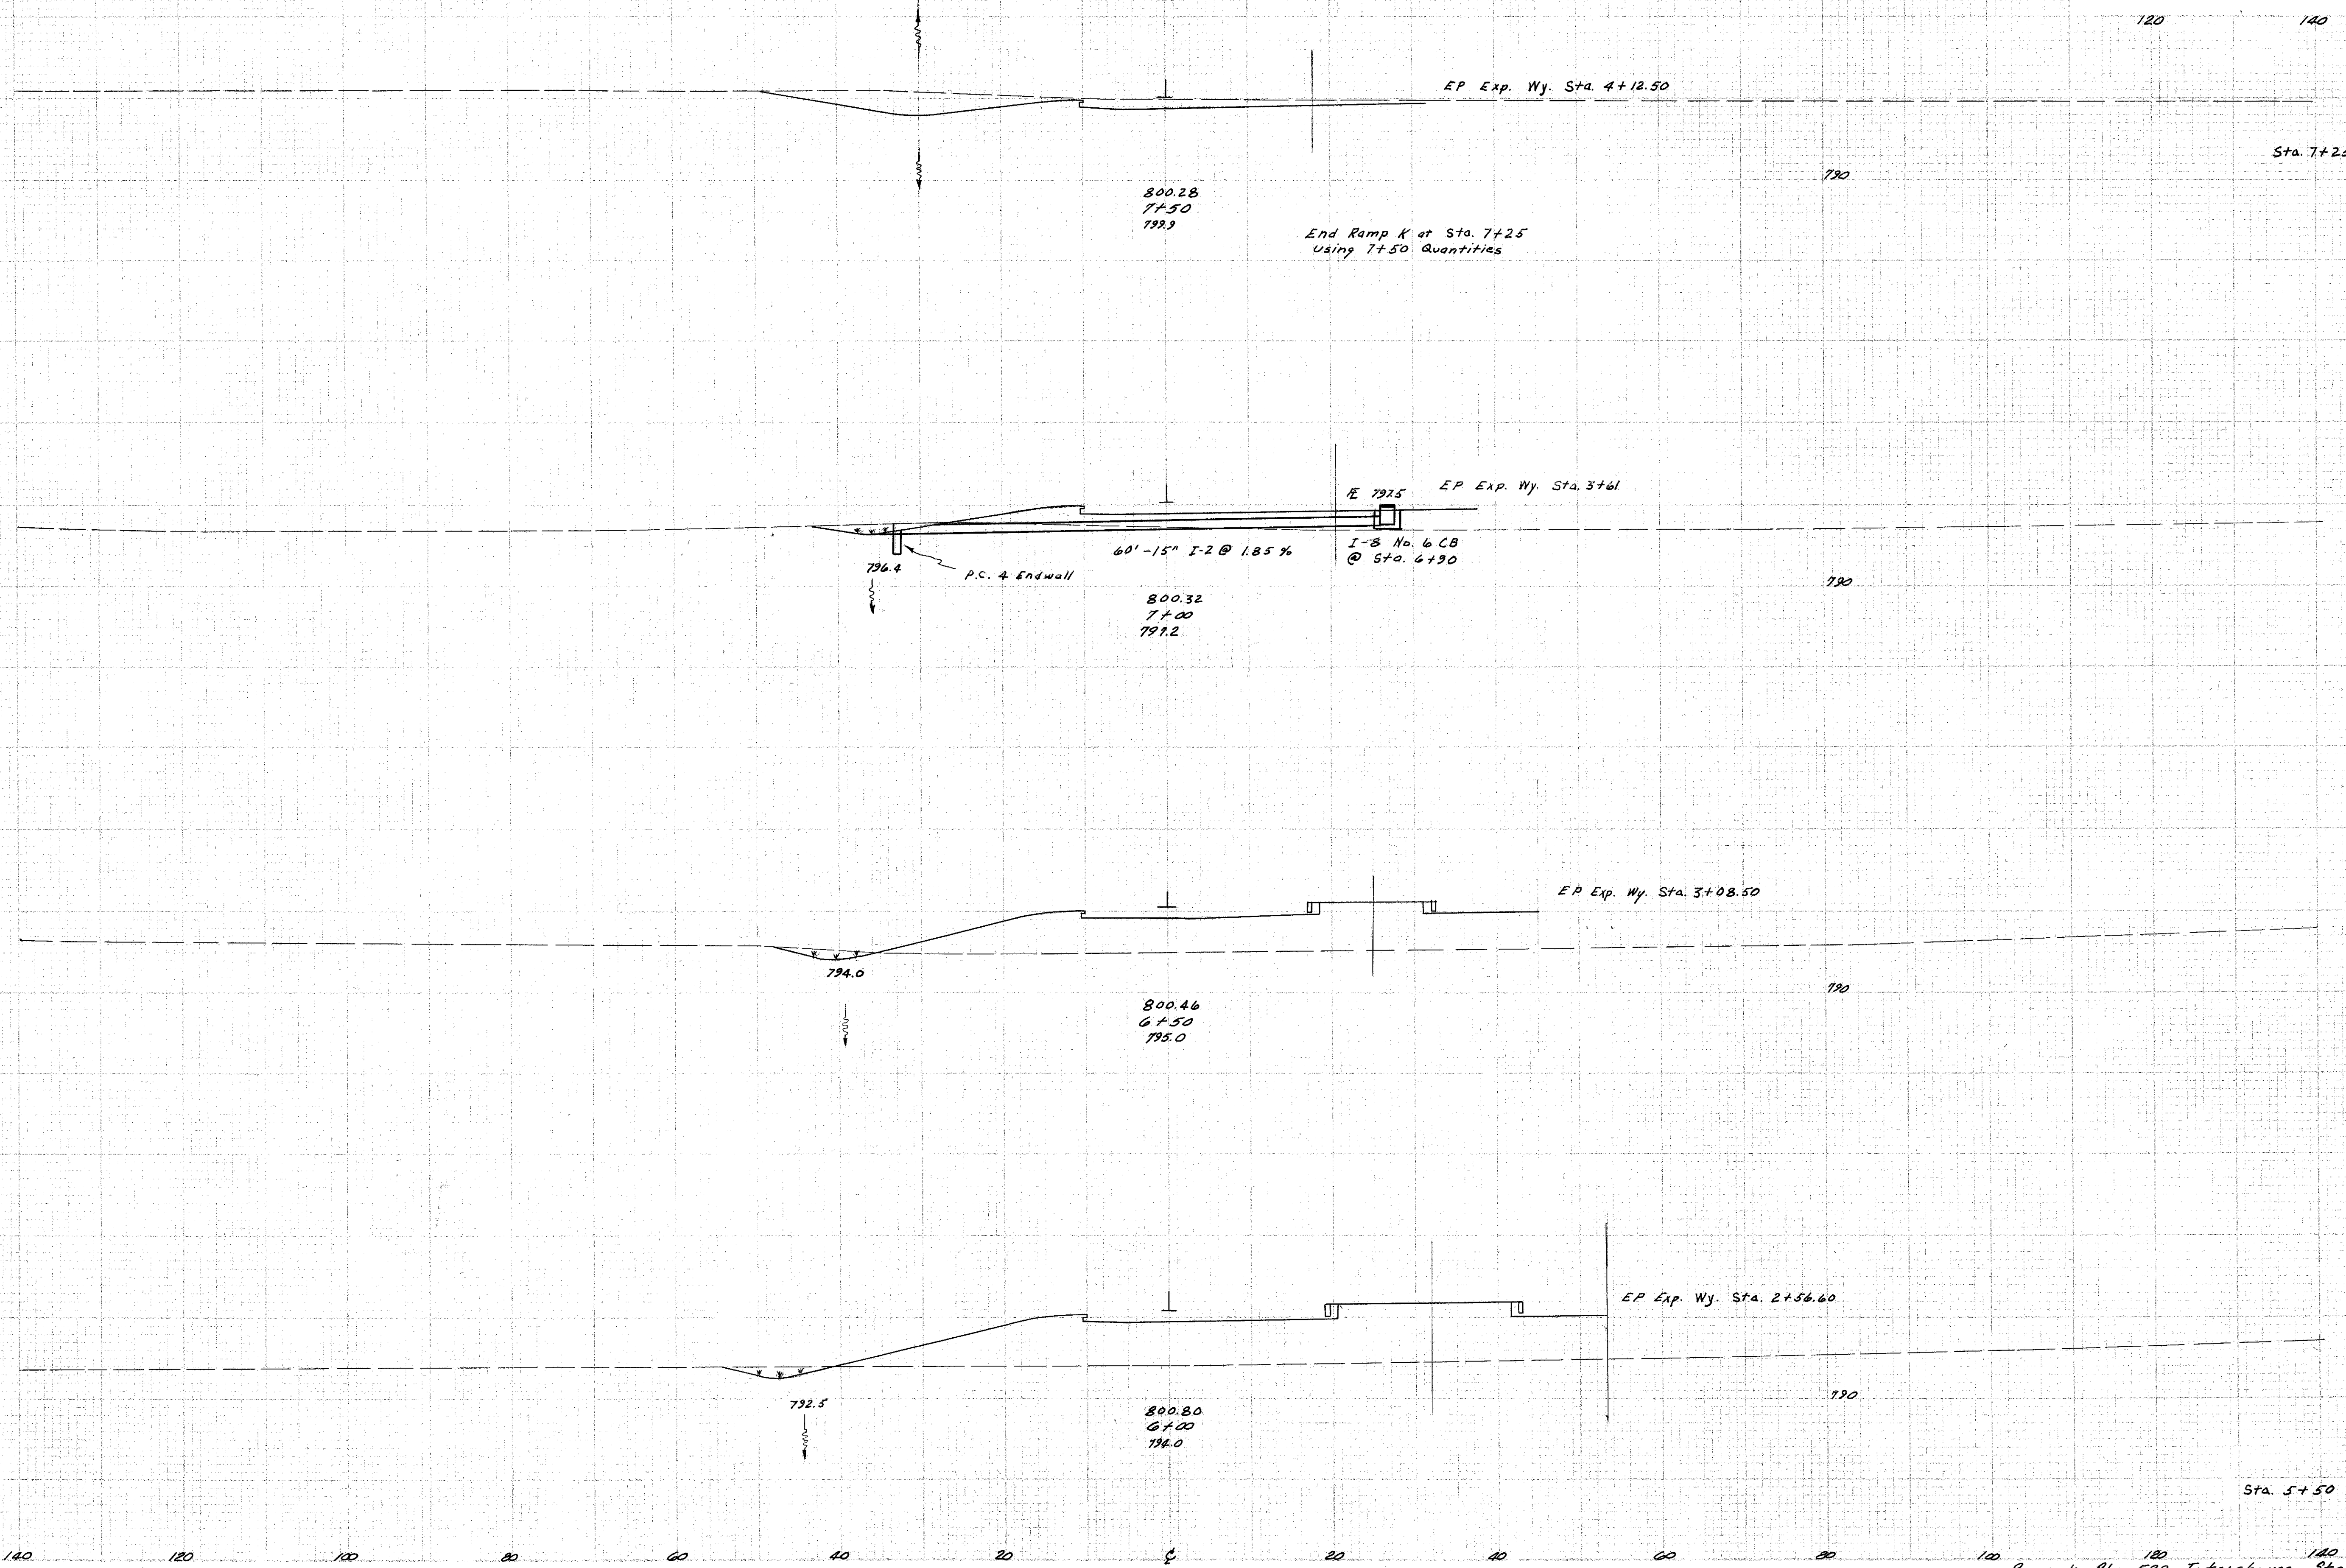 120 140
EP Exp. Wy. Sta. 4+12.50
Sta. 7+25
790
800.28
7+50
799.9
End Ramp K at Sta. 7+25
Using 7+50 Quantities
EP Exp. Wy. Sta. 3+61
60'-15" I-2 @ 1.85 %
I-8 No. 6 CB
@ Sta. 6+90
796.4
P.C. 4 Endwall
790
800.32
7+00
797.2
EP Exp. Wy. Sta. 3+08.50
794.0
790
800.46
6+50
795.0
EP Exp. Wy. Sta. 2+56.60
790
792.5
800.80
6+00
794.0
Sta. 5+50
140 120 100 80 60 40 20 ℄ 20 40 60 80 100 120 140